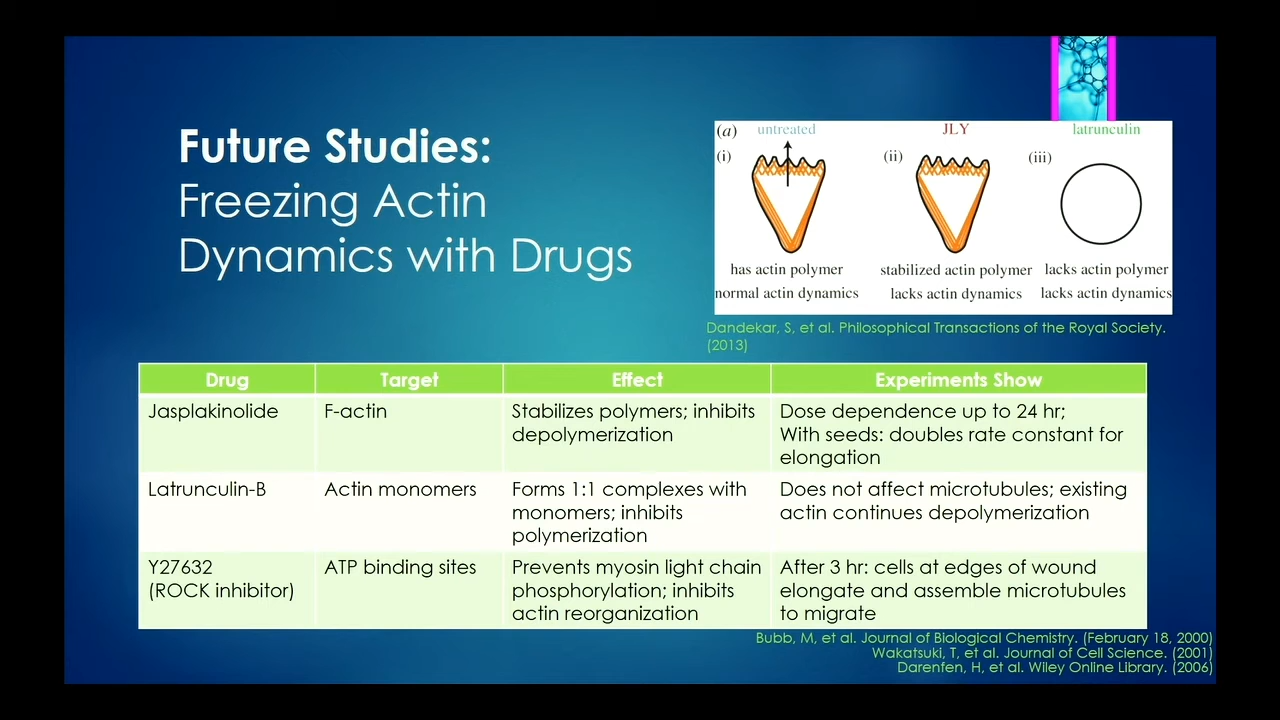 Future Studies:
Freezing Actin
Dynamics with Drugs
(a) untreated JLY latrunculin
(i) (ii) (iii)
has actin polymer stabilized actin polymer lacks actin polymer
normal actin dynamics lacks actin dynamics lacks actin dynamics
Dandekar, S, et al. Philosophical Transactions of the Royal Society.
(2013)
Drug Target Effect Experiments Show
Jasplakinolide F-actin Stabilizes polymers; inhibits Dose dependence up to 24 hr;
depolymerization With seeds: doubles rate constant for
elongation
Latrunculin-B Actin monomers Forms 1:1 complexes with Does not affect microtubules; existing
monomers; inhibits actin continues depolymerization
polymerization
Y27632 ATP binding sites Prevents myosin light chain After 3 hr: cells at edges of wound
(ROCK inhibitor) phosphorylation; inhibits elongate and assemble microtubules
actin reorganization to migrate
Bubb, M, et al. Journal of Biological Chemistry. (February 18, 2000)
Wakatsuki, T, et al. Journal of Cell Science. (2001)
Darenfen, H, et al. Wiley Online Library. (2006)